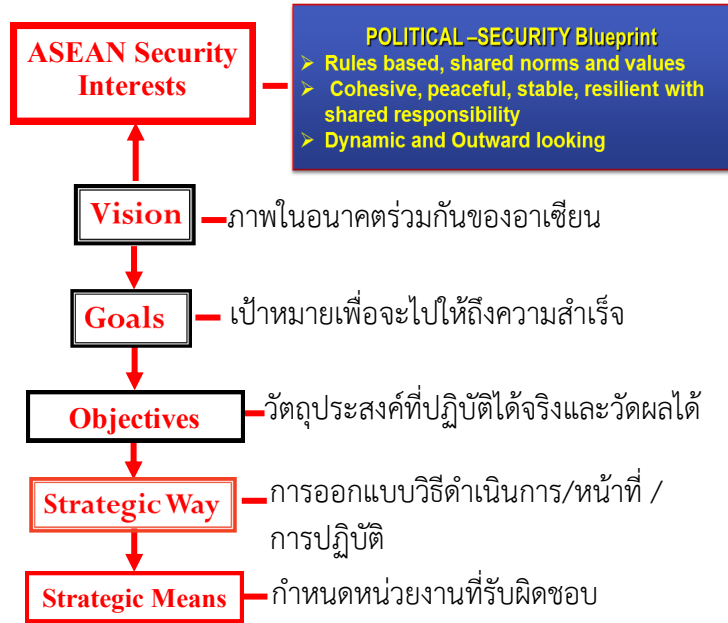 ASEAN Security
Interests
POLITICAL –SECURITY Blueprint
➢ Rules based, shared norms and values
➢ Cohesive, peaceful, stable, resilient with
shared responsibility
➢ Dynamic and Outward looking
Vision
ภาพในอนาคตร่วมกันของอาเซียน
Goals
เป้าหมายเพื่อจะไปให้ถึงความสำเร็จ
Objectives
วัตถุประสงค์ที่ปฏิบัติได้จริงและวัดผลได้
Strategic Way
การออกแบบวิธีดำเนินการ/หน้าที่ /
การปฏิบัติ
Strategic Means
กำหนดหน่วยงานที่รับผิดชอบ